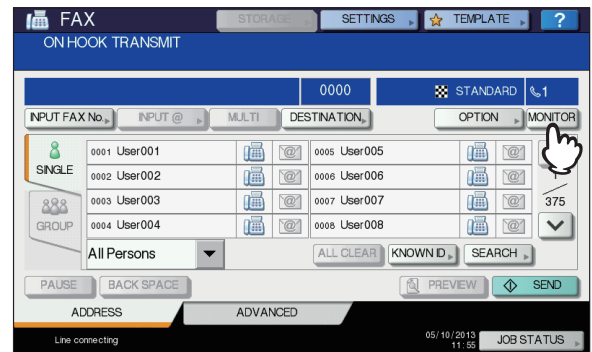 FAX STORAGE SETTINGS TEMPLATE ?
ON HOOK TRANSMIT
0000 STANDARD 1
INPUT FAX No. INPUT @ MULTI DESTINATION OPTION MONITOR
SINGLE
GROUP
0001 User001
0002 User002
0003 User003
0004 User004
0005 User005
0006 User006
0007 User007
0008 User008
1
375
All Persons ALL CLEAR KNOWN ID SEARCH
PAUSE BACK SPACE PREVIEW SEND
ADDRESS ADVANCED
Line connecting 05/10/2013
11:55 JOB STATUS